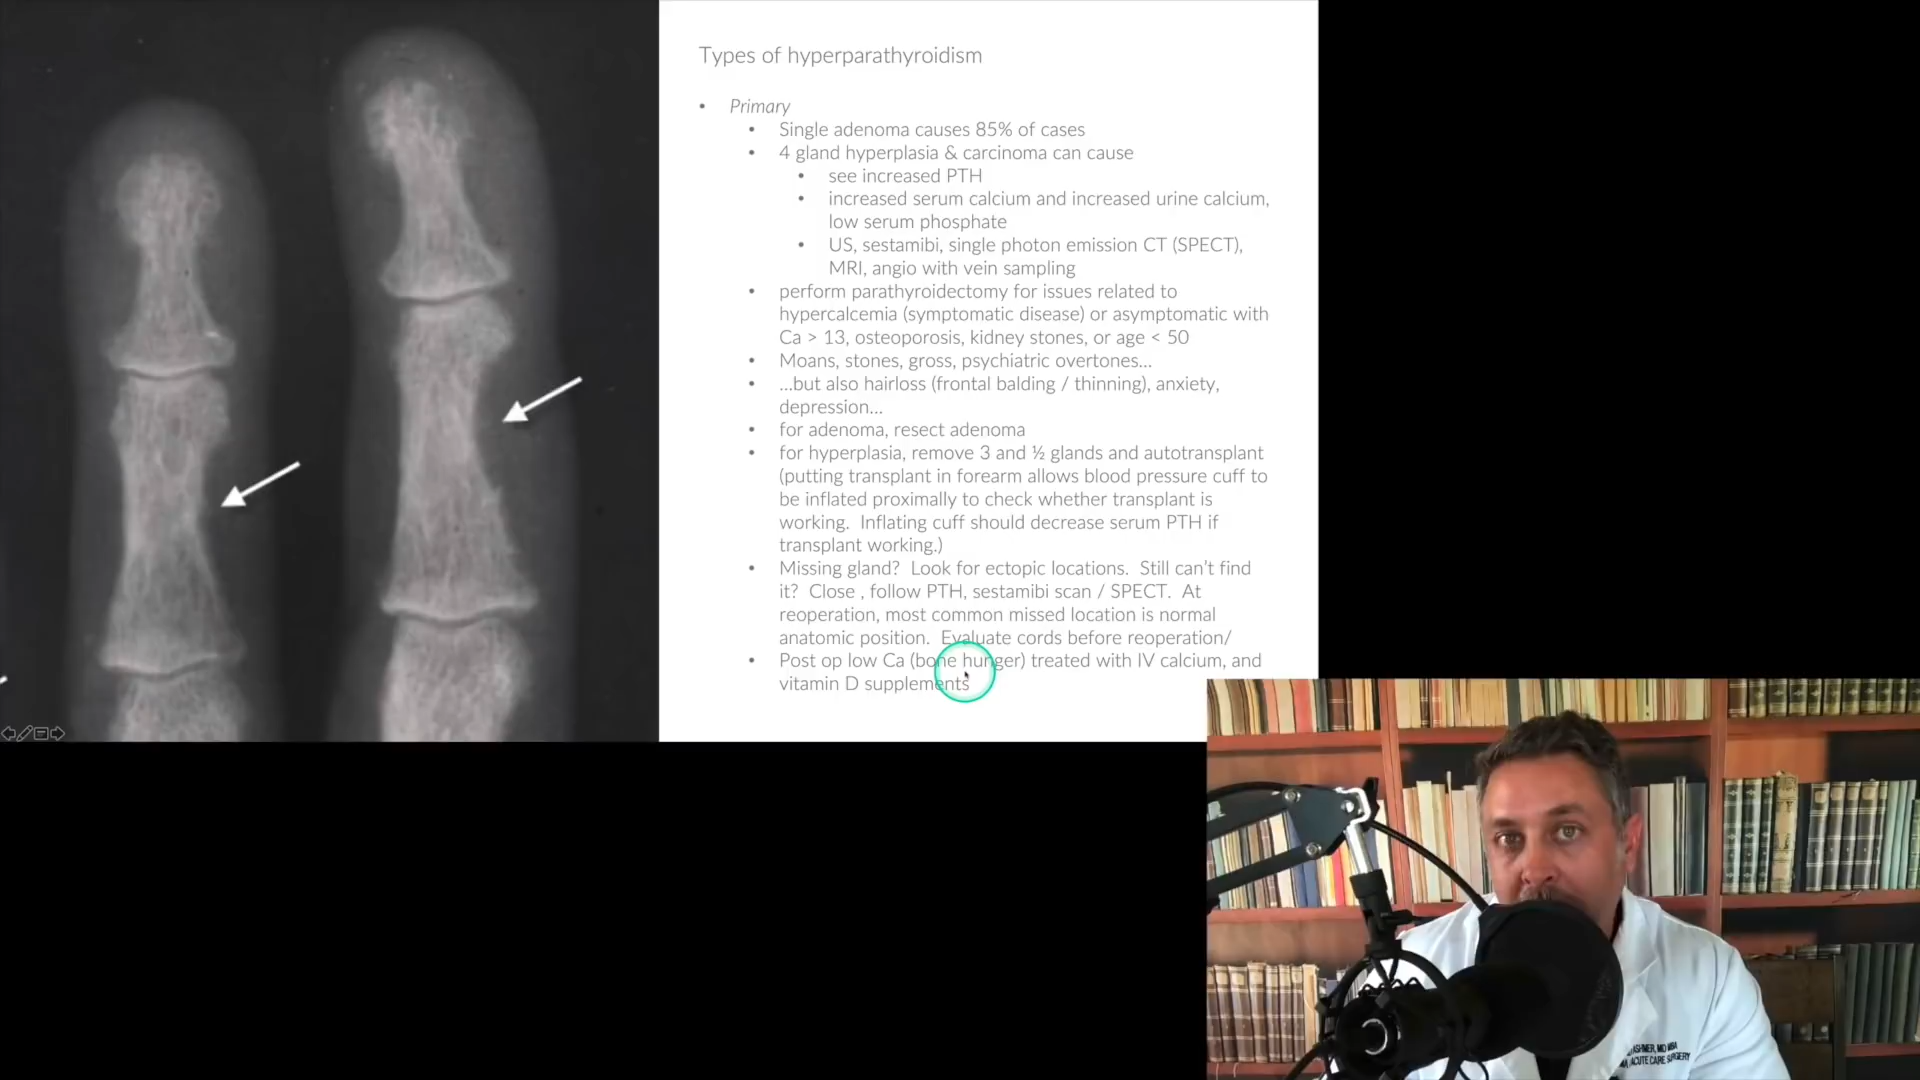 Types of hyperparathyroidism
• Primary
• Single adenoma causes 85% of cases
• 4 gland hyperplasia & carcinoma can cause
• see increased PTH
• increased serum calcium and increased urine calcium,
low serum phosphate
• US, sestamibi, single photon emission CT (SPECT),
MRI, angio with vein sampling
• perform parathyroidectomy for issues related to
hypercalcemia (symptomatic disease) or asymptomatic with
Ca > 13, osteoporosis, kidney stones, or age < 50
• Moans, stones, gross, psychiatric overtones...
• ...but also hairloss (frontal balding / thinning), anxiety,
depression...
• for adenoma, resect adenoma
• for hyperplasia, remove 3 and ½ glands and autotransplant
(putting transplant in forearm allows blood pressure cuff to
be inflated proximally to check whether transplant is
working.  Inflating cuff should decrease serum PTH if
transplant working.)
• Missing gland?  Look for ectopic locations.  Still can't find
it?  Close , follow PTH, sestamibi scan / SPECT.  At
reoperation, most common missed location is normal
anatomic position.  Evaluate cords before reoperation/
• Post op low Ca (bone hunger) treated with IV calcium, and
vitamin D supplements
ASHMER, MD MBA
ACUTE CARE SURGERY